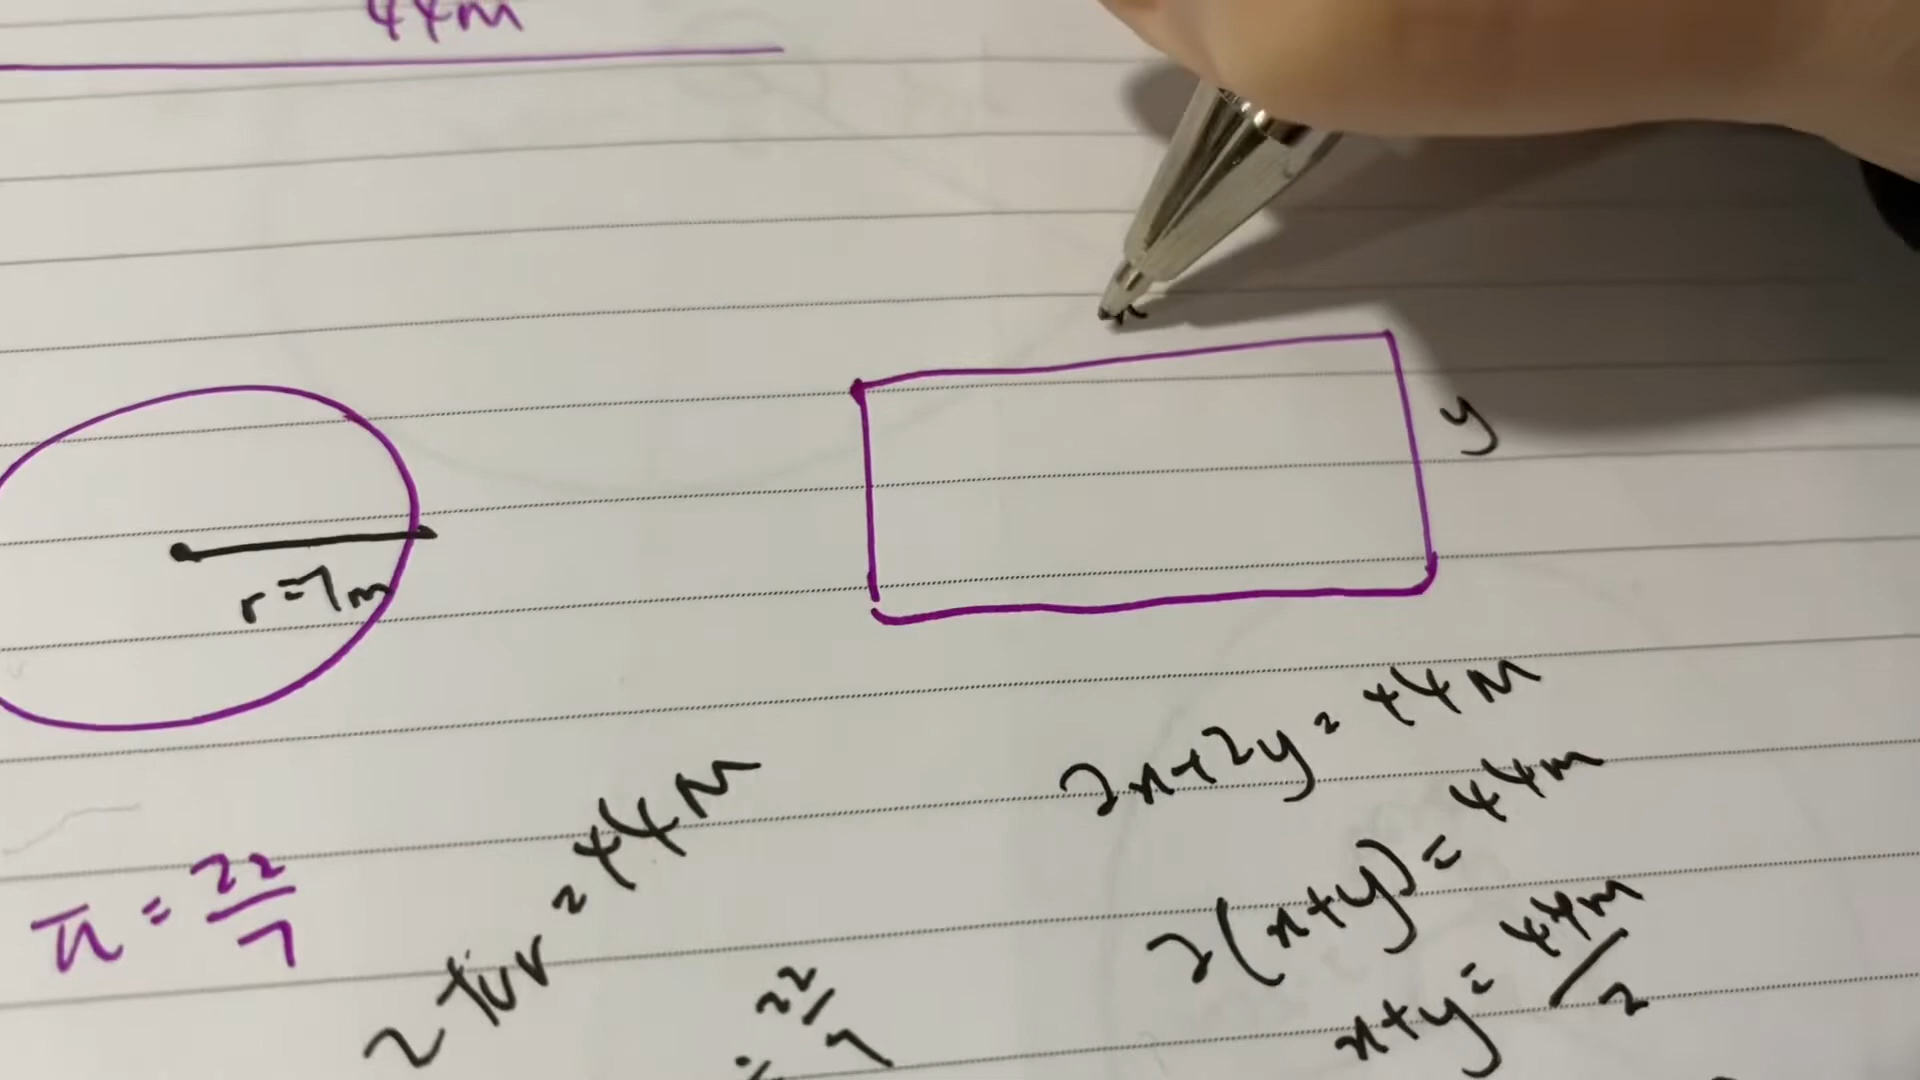 44m
x
y
r=7m
2x+2y=44m
2πr=44m
2(x+y)=44m
π=22/7
÷22/7
x+y=44m/2